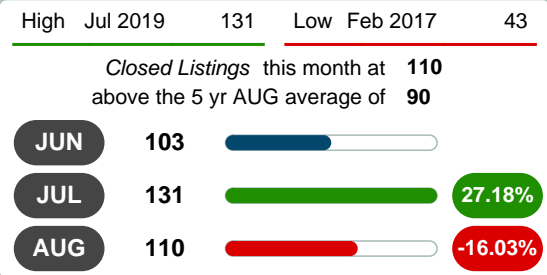 High Jul 2019 131 Low Feb 2017 43
Closed Listings this month at 110
above the 5 yr AUG average of 90
JUN 103
JUL 131 27.18%
AUG 110 -16.03%